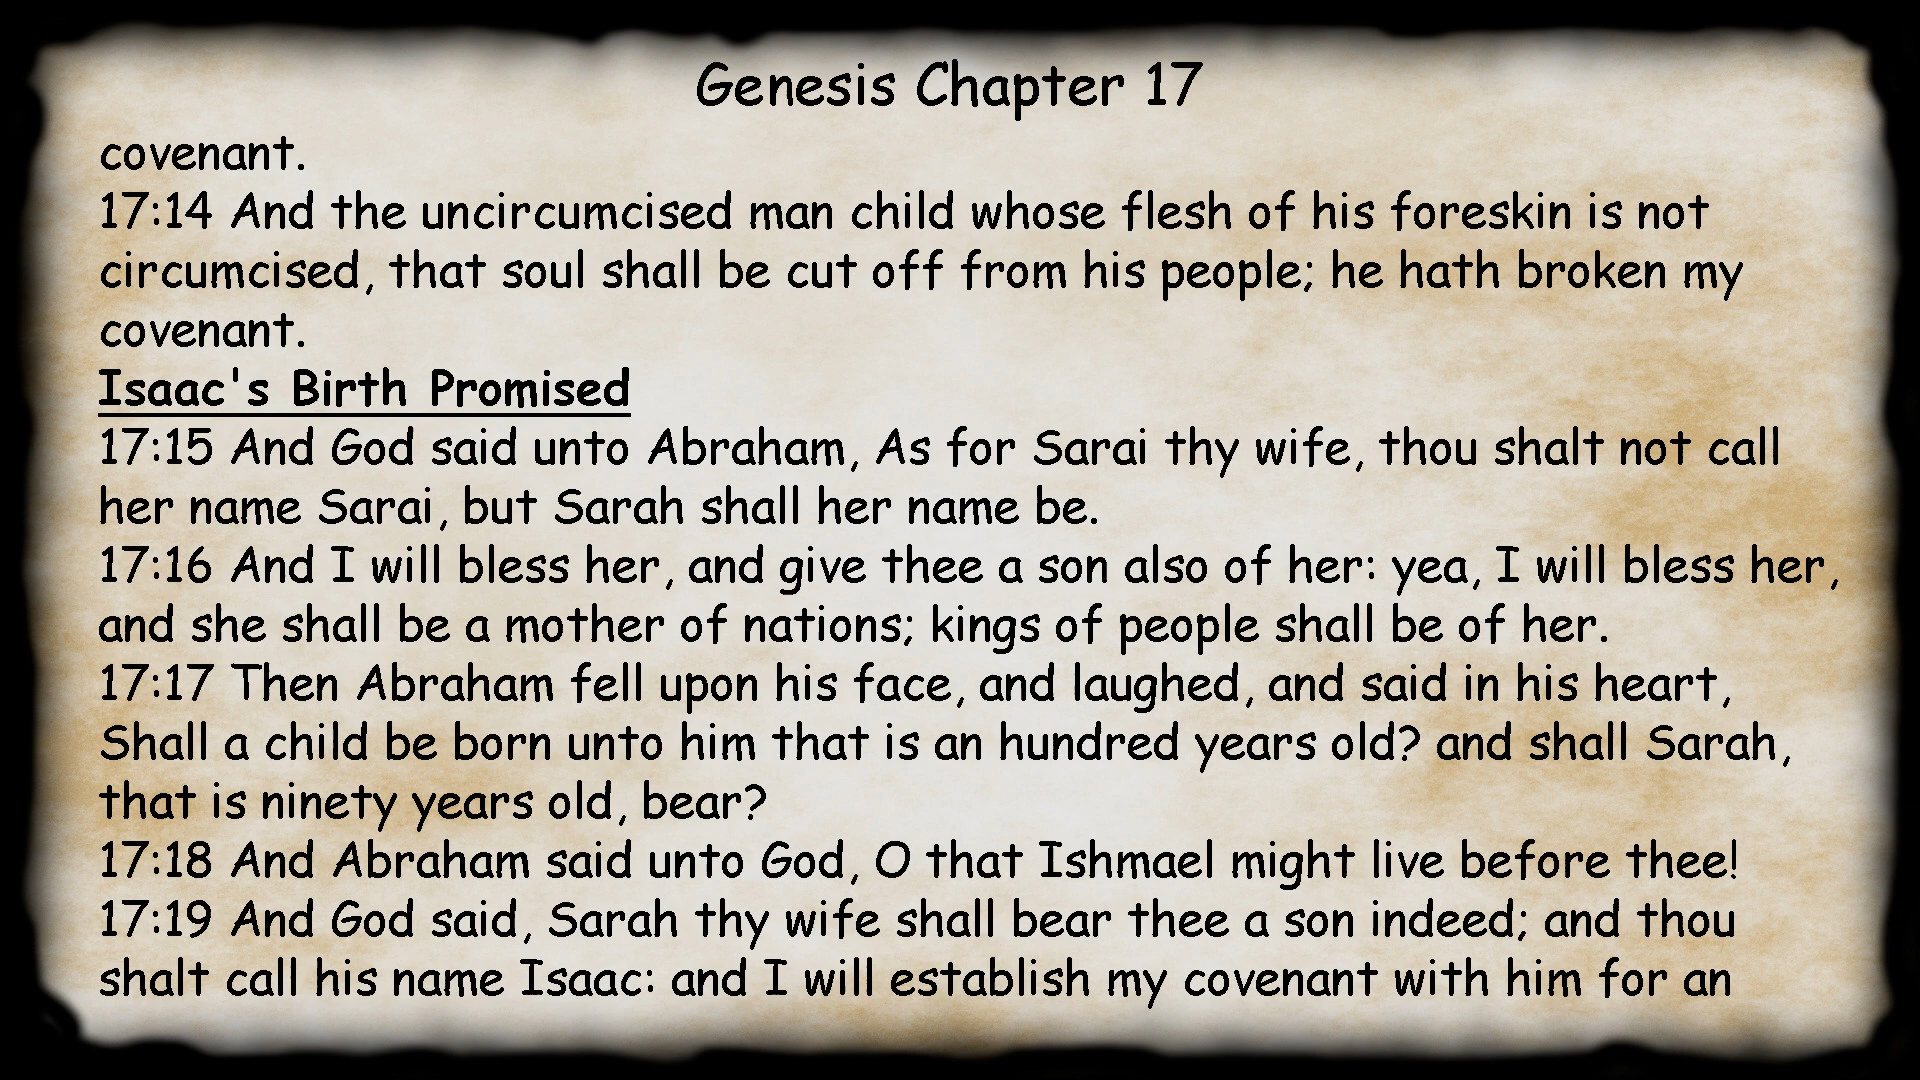 Genesis Chapter 17
covenant.
17:14 And the uncircumcised man child whose flesh of his foreskin is not
circumcised, that soul shall be cut off from his people; he hath broken my
covenant.
Isaac's Birth Promised
17:15 And God said unto Abraham, As for Sarai thy wife, thou shalt not call
her name Sarai, but Sarah shall her name be.
17:16 And I will bless her, and give thee a son also of her: yea, I will bless her,
and she shall be a mother of nations; kings of people shall be of her.
17:17 Then Abraham fell upon his face, and laughed, and said in his heart,
Shall a child be born unto him that is an hundred years old? and shall Sarah,
that is ninety years old, bear?
17:18 And Abraham said unto God, O that Ishmael might live before thee!
17:19 And God said, Sarah thy wife shall bear thee a son indeed; and thou
shalt call his name Isaac: and I will establish my covenant with him for an